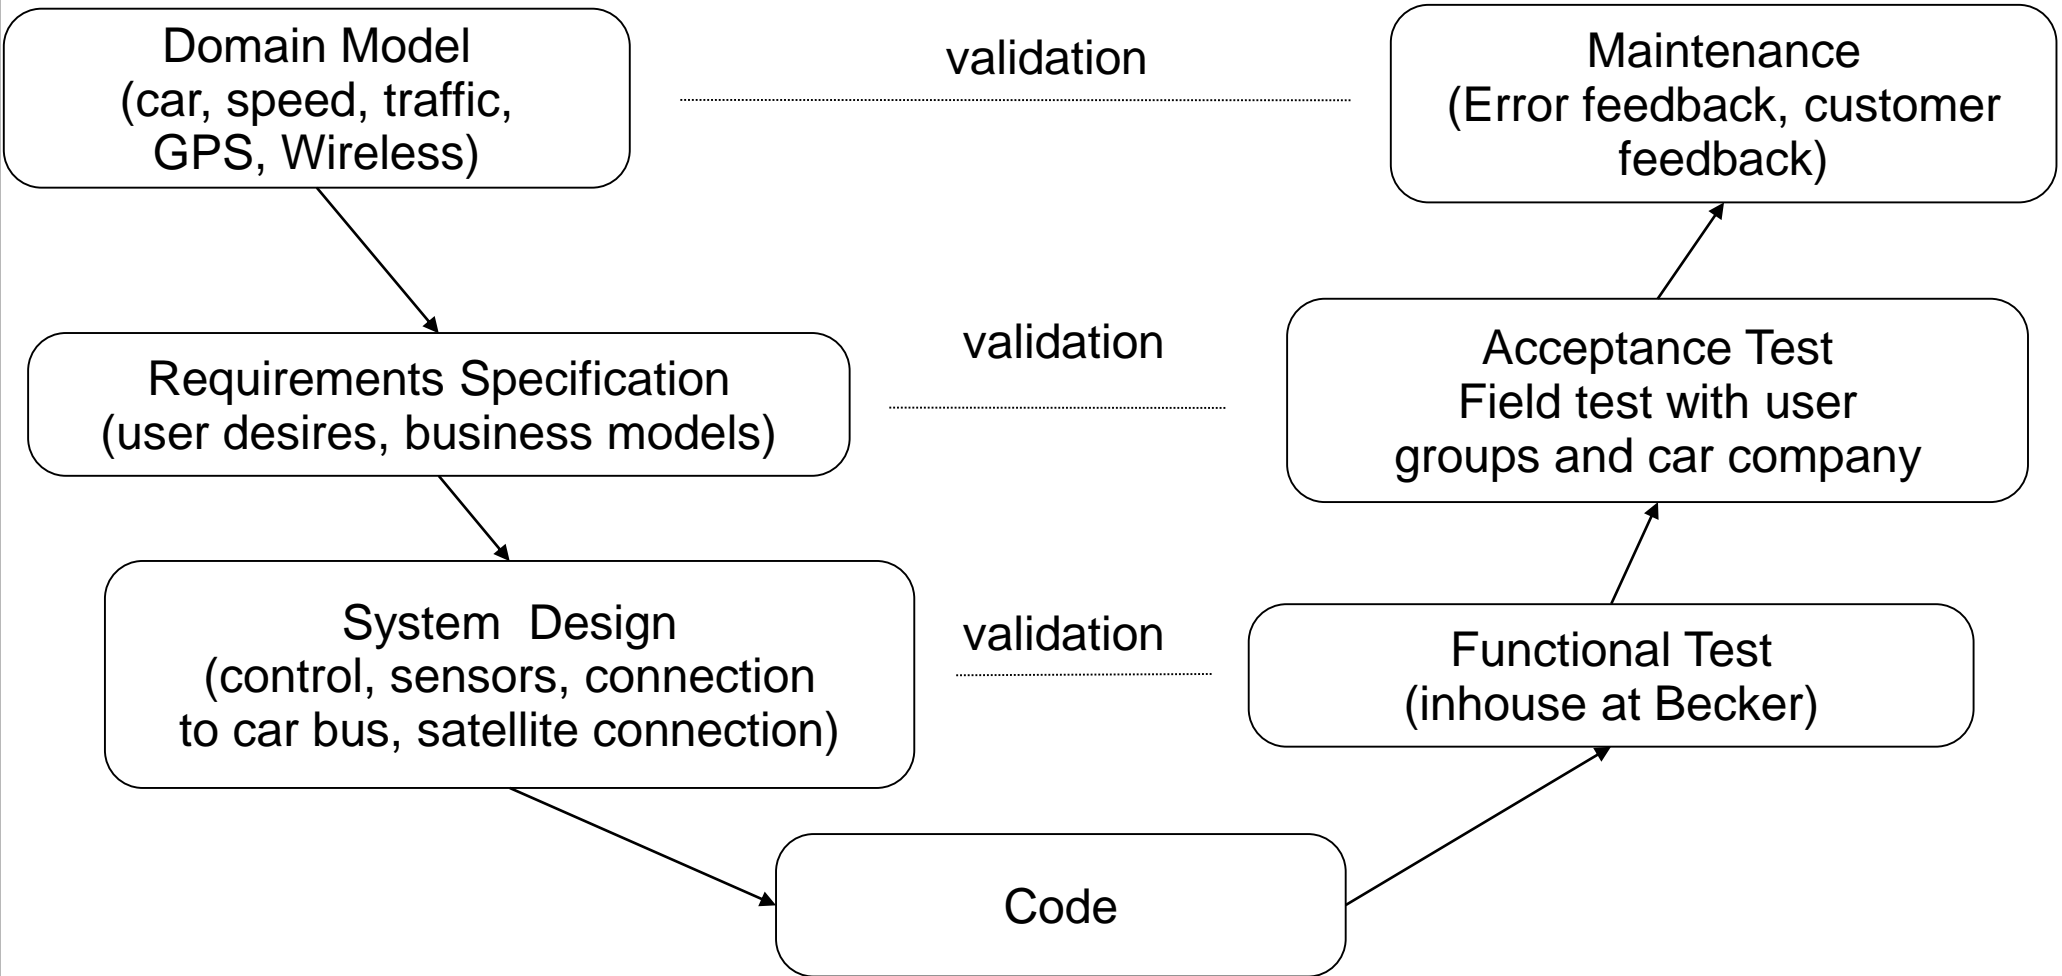 Domain Model
(car, speed, traffic,
GPS, Wireless)
validation
Maintenance
(Error feedback, customer
feedback)
Requirements Specification
(user desires, business models)
validation
Acceptance Test
Field test with user
groups and car company
System  Design
(control, sensors, connection
to car bus, satellite connection)
validation
Functional Test
(inhouse at Becker)
Code